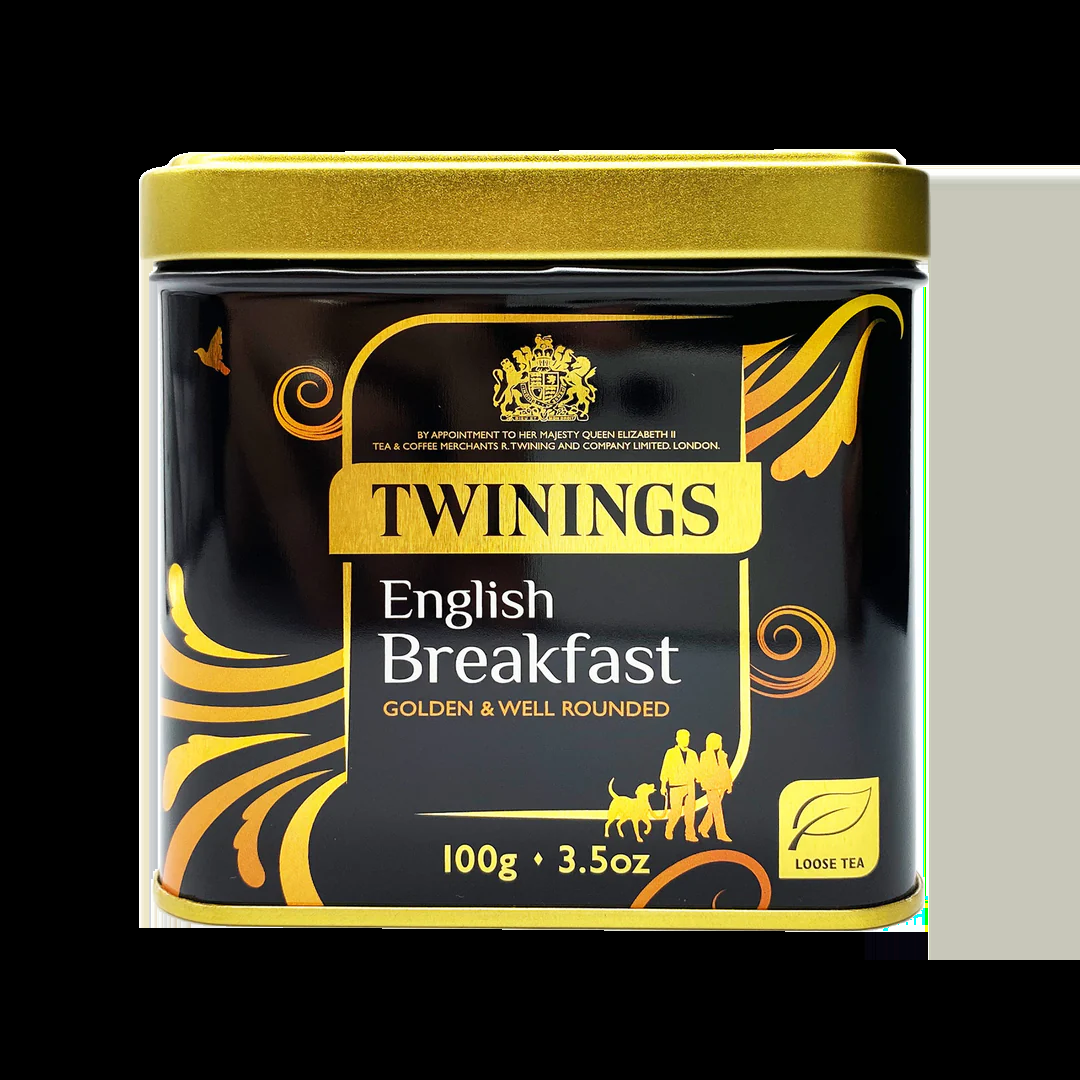 BY APPOINTMENT TO HER MAJESTY QUEEN ELIZABETH II
TEA & COFFEE MERCHANTS R. TWINING AND COMPANY LIMITED. LONDON.
TWININGS
English
Breakfast
GOLDEN & WELL ROUNDED
100g ♦ 3.5oz
LOOSE TEA